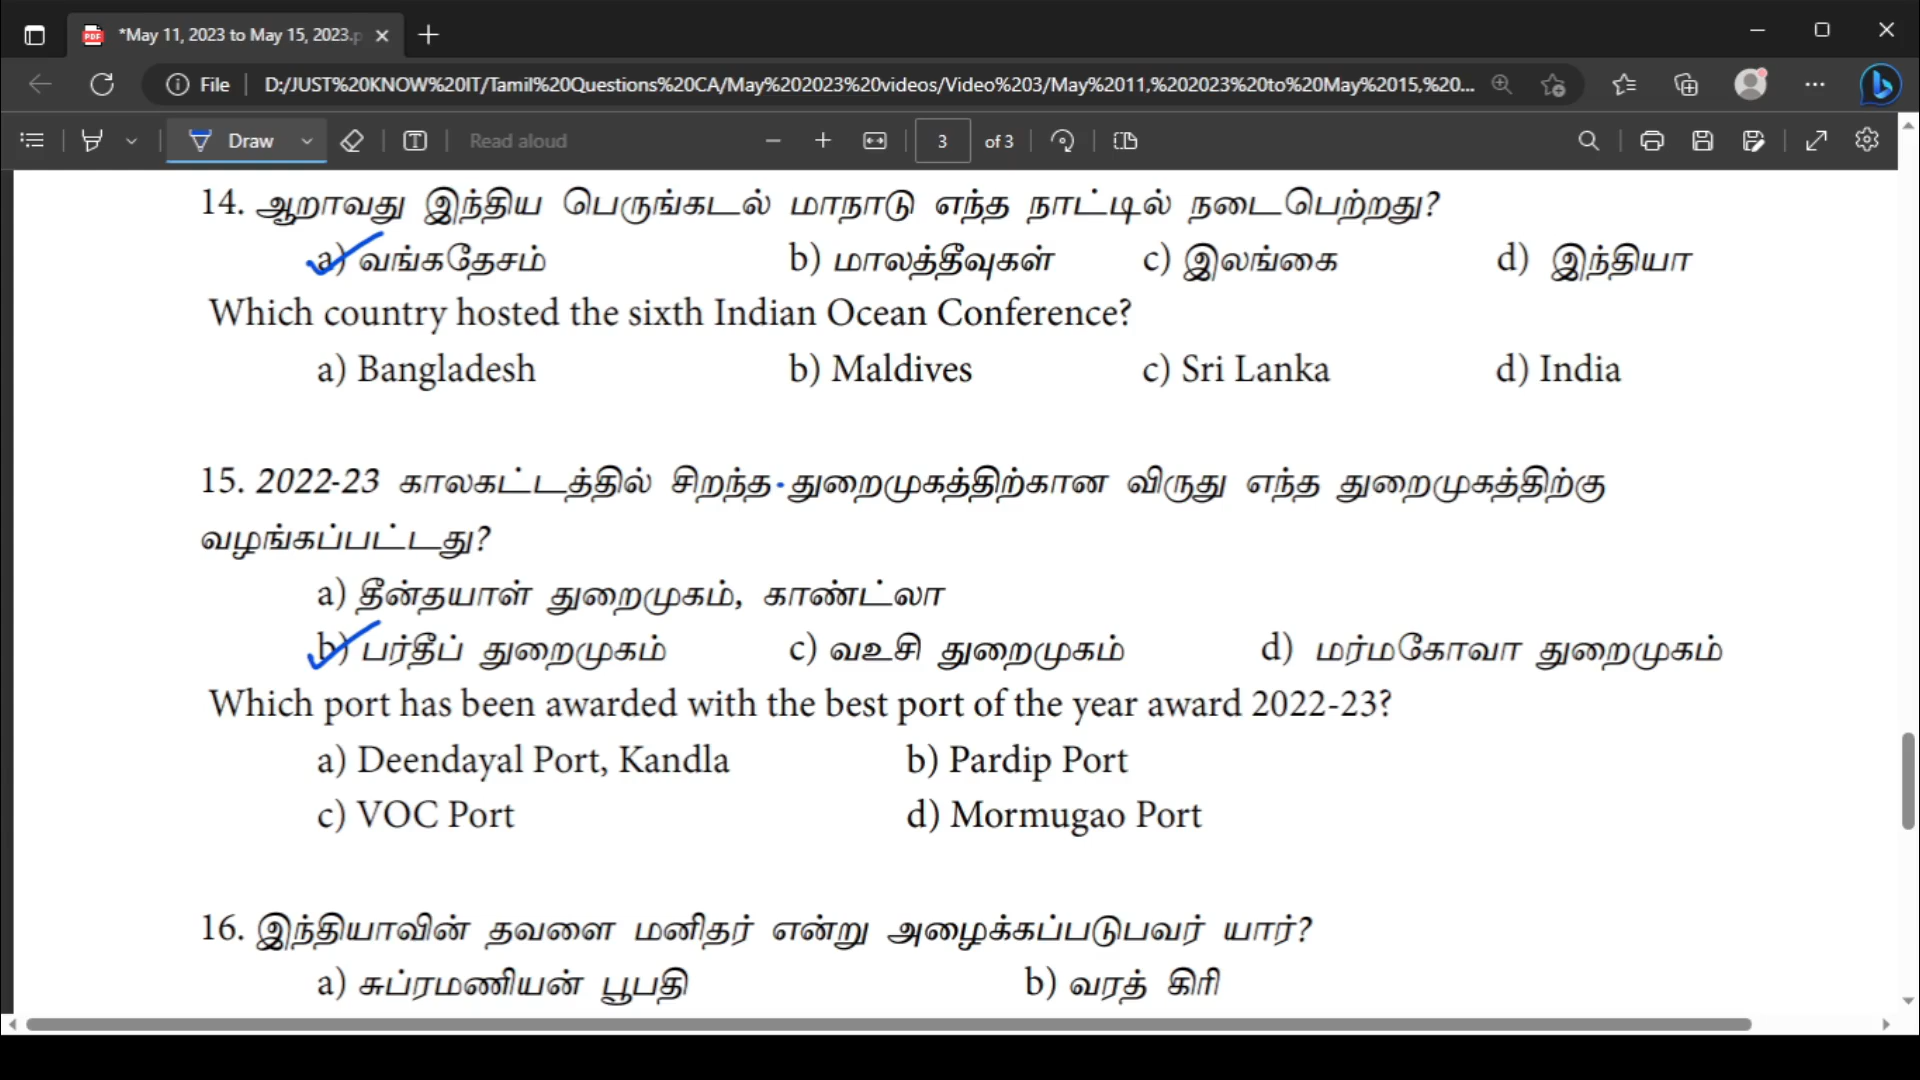 *May 11, 2023 to May 15, 2023.p
File D:/JUST%20KNOW%20IT/Tamil%20Questions%20CA/May%202023%20videos/Video%203/May%2011,%202023%20to%20May%2015,%20...
Draw Read aloud 3 of 3
14. ஆறாவது இந்திய பெருங்கடல் மாநாடு எந்த நாட்டில் நடைபெற்றது?
a) வங்கதேசம் b) மாலத்தீவுகள் c) இலங்கை d) இந்தியா
Which country hosted the sixth Indian Ocean Conference?
a) Bangladesh b) Maldives c) Sri Lanka d) India
15. 2022-23 காலகட்டத்தில் சிறந்த துறைமுகத்திற்கான விருது எந்த துறைமுகத்திற்கு
வழங்கப்பட்டது?
a) தீன்தயாள் துறைமுகம், காண்ட்லா
b) பர்தீப் துறைமுகம் c) வஉசி துறைமுகம் d) மர்மகோவா துறைமுகம்
Which port has been awarded with the best port of the year award 2022-23?
a) Deendayal Port, Kandla b) Pardip Port
c) VOC Port d) Mormugao Port
16. இந்தியாவின் தவளை மனிதர் என்று அழைக்கப்படுபவர் யார்?
a) சுப்ரமணியன் பூபதி b) வரத் கிரி